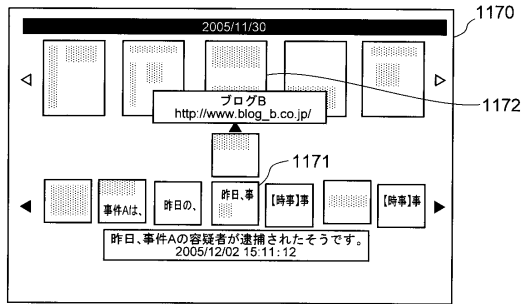 2005/11/30
1170
1172
ブログB
http://www.blog_b.co.jp/
1171
事件Aは、
昨日の、
昨日、事
【時事】事
【時事】事
昨日、事件Aの容疑者が逮捕されたそうです。
2005/12/02 15:11:12